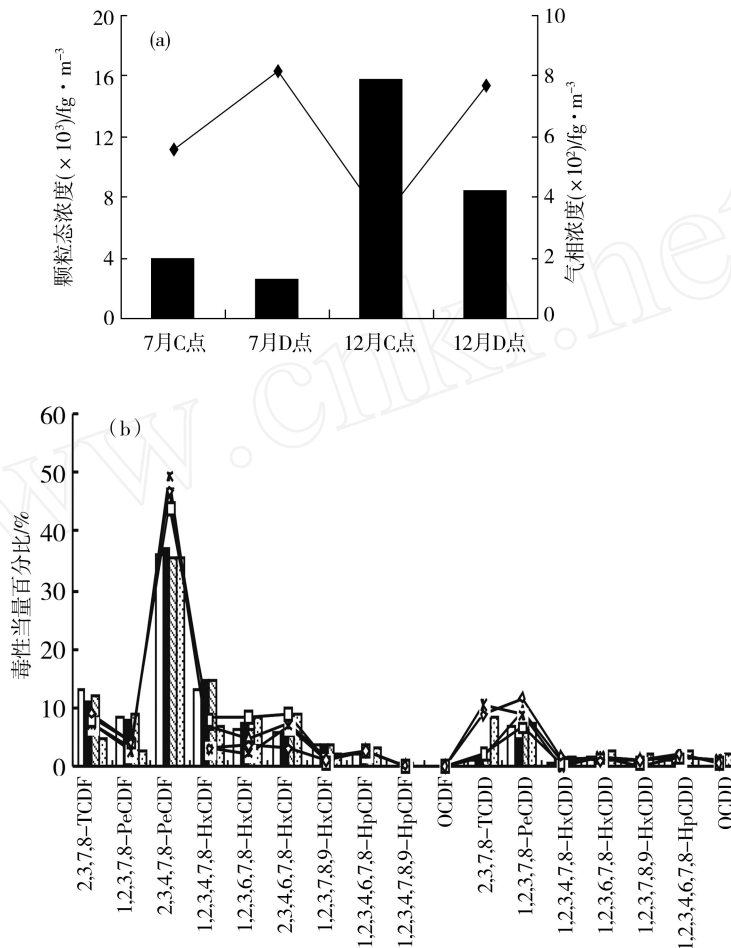 (a)
颗粒态浓度(×10³)/fg·m⁻³
20
16
12
8
4
0
气相浓度(×10²)/fg·m⁻³
10
8
6
4
2
0
7月C点 7月D点 12月C点 12月D点
www.cnki.net
(b)
毒性当量百分比/%
60
50
40
30
20
10
0
2,3,7,8-TCDF
1,2,3,7,8-PeCDF
2,3,4,7,8-PeCDF
1,2,3,4,7,8-HxCDF
1,2,3,6,7,8-HxCDF
2,3,4,6,7,8-HxCDF
1,2,3,7,8,9-HxCDF
1,2,3,4,6,7,8-HpCDF
1,2,3,4,7,8,9-HpCDF
OCDF
2,3,7,8-TCDD
1,2,3,7,8-PeCDD
1,2,3,4,7,8-HxCDD
1,2,3,6,7,8-HxCDD
1,2,3,7,8,9-HxCDD
1,2,3,4,6,7,8-HpCDD
OCDD